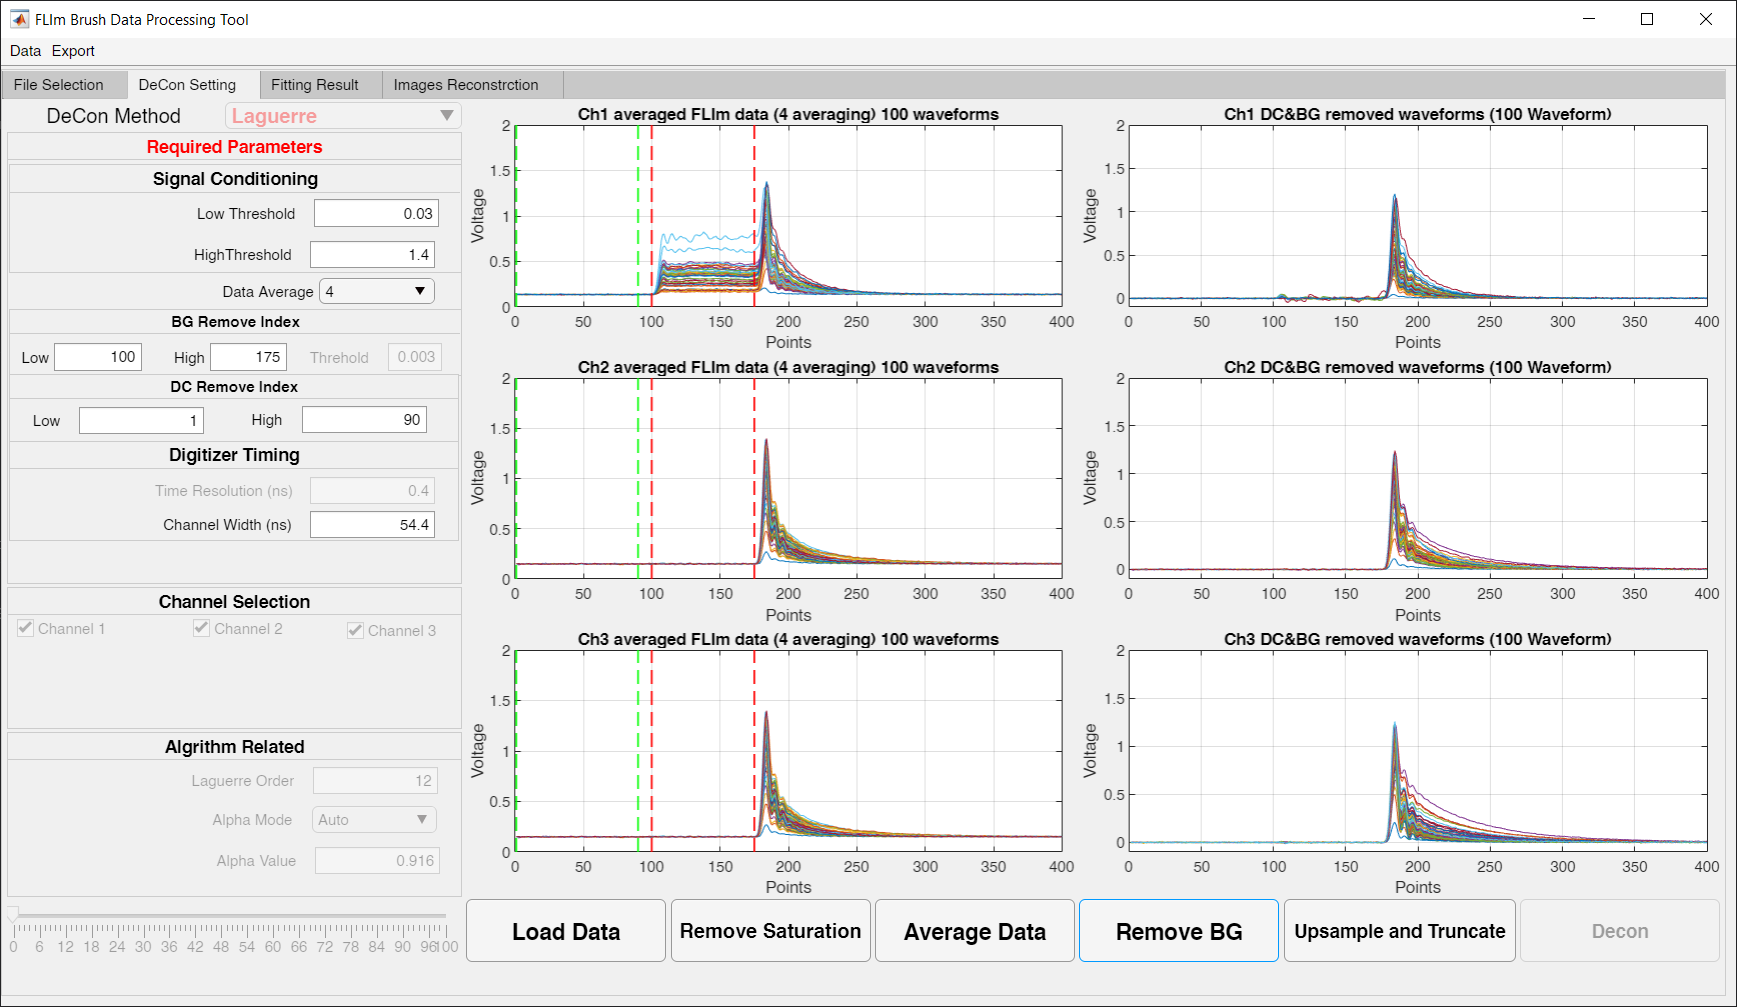 FLIm Brush Data Processing Tool
Data Export
File Selection DeCon Setting Fitting Result Images Reconstrction
DeCon Method Laguerre
Required Parameters
Signal Conditioning
Low Threshold 0.03
HighThreshold 1.4
Data Average 4
BG Remove Index
Low 100 High 175 Threhold 0.003
DC Remove Index
Low 1 High 90
Digitizer Timing
Time Resolution (ns) 0.4
Channel Width (ns) 54.4
Channel Selection
Channel 1 Channel 2 Channel 3
Algrithm Related
Laguerre Order 12
Alpha Mode Auto
Alpha Value 0.916
0 6 12 18 24 30 36 42 48 54 60 66 72 78 84 90 96 100
Ch1 averaged FLIm data (4 averaging) 100 waveforms
2
1.5
1
0.5
0
Voltage
0 50 100 150 200 250 300 350 400
Points
Ch1 DC&BG removed waveforms (100 Waveform)
2
1.5
1
0.5
0
Voltage
0 50 100 150 200 250 300 350 400
Points
Ch2 averaged FLIm data (4 averaging) 100 waveforms
2
1.5
1
0.5
0
Voltage
0 50 100 150 200 250 300 350 400
Points
Ch2 DC&BG removed waveforms (100 Waveform)
2
1.5
1
0.5
0
Voltage
0 50 100 150 200 250 300 350 400
Points
Ch3 averaged FLIm data (4 averaging) 100 waveforms
2
1.5
1
0.5
0
Voltage
0 50 100 150 200 250 300 350 400
Points
Ch3 DC&BG removed waveforms (100 Waveform)
2
1.5
1
0.5
0
Voltage
0 50 100 150 200 250 300 350 400
Points
Load Data Remove Saturation Average Data Remove BG Upsample and Truncate Decon